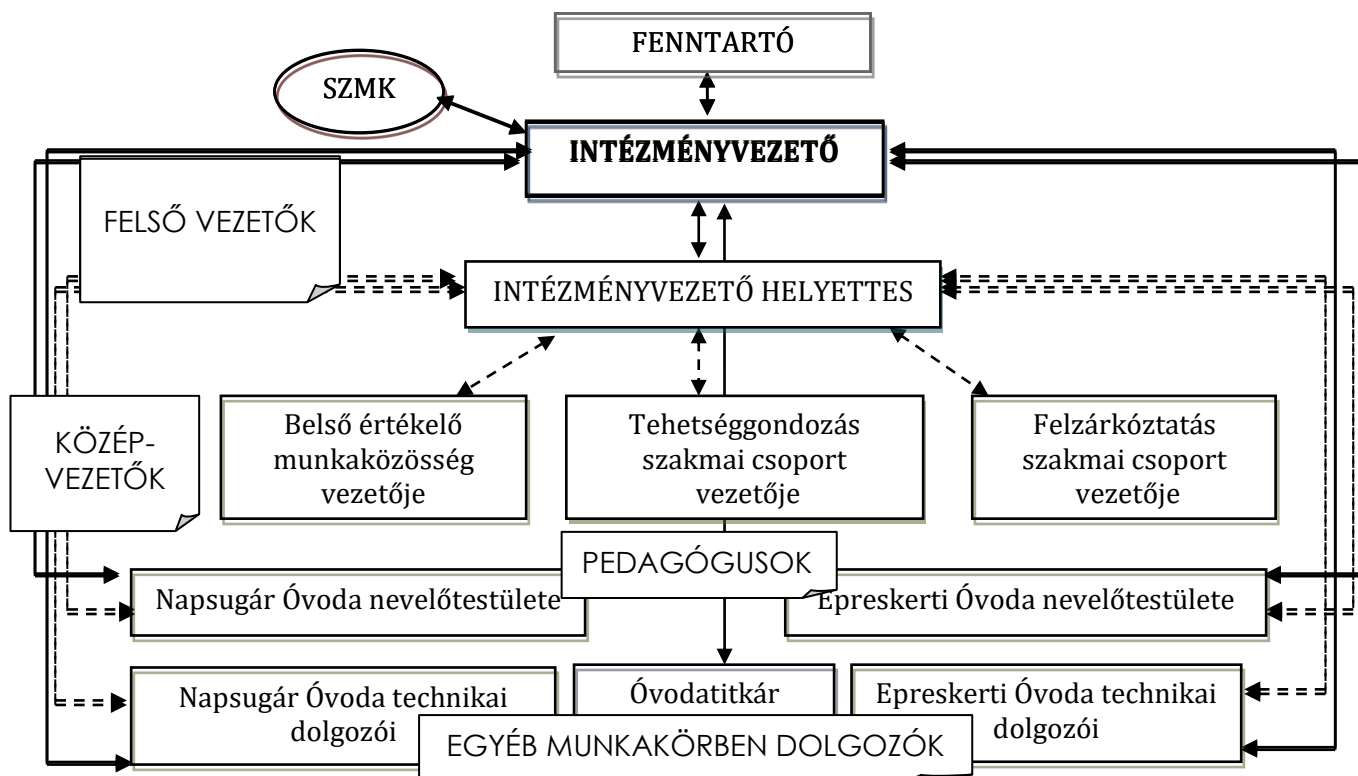 FENNTARTÓ
SZMK
INTÉZMÉNYVEZETŐ
FELSŐ VEZETŐK
INTÉZMÉNYVEZETŐ HELYETTES
KÖZÉP-
VEZETŐK
Belső értékelő
munkaközösség
vezetője
Tehetséggondozás
szakmai csoport
vezetője
Felzárkóztatás
szakmai csoport
vezetője
PEDAGÓGUSOK
Napsugár Óvoda nevelőtestülete
Epreskerti Óvoda nevelőtestülete
Napsugár Óvoda technikai
dolgozói
Óvodatitkár
Epreskerti Óvoda technikai
dolgozói
EGYÉB MUNKAKÖRBEN DOLGOZÓK